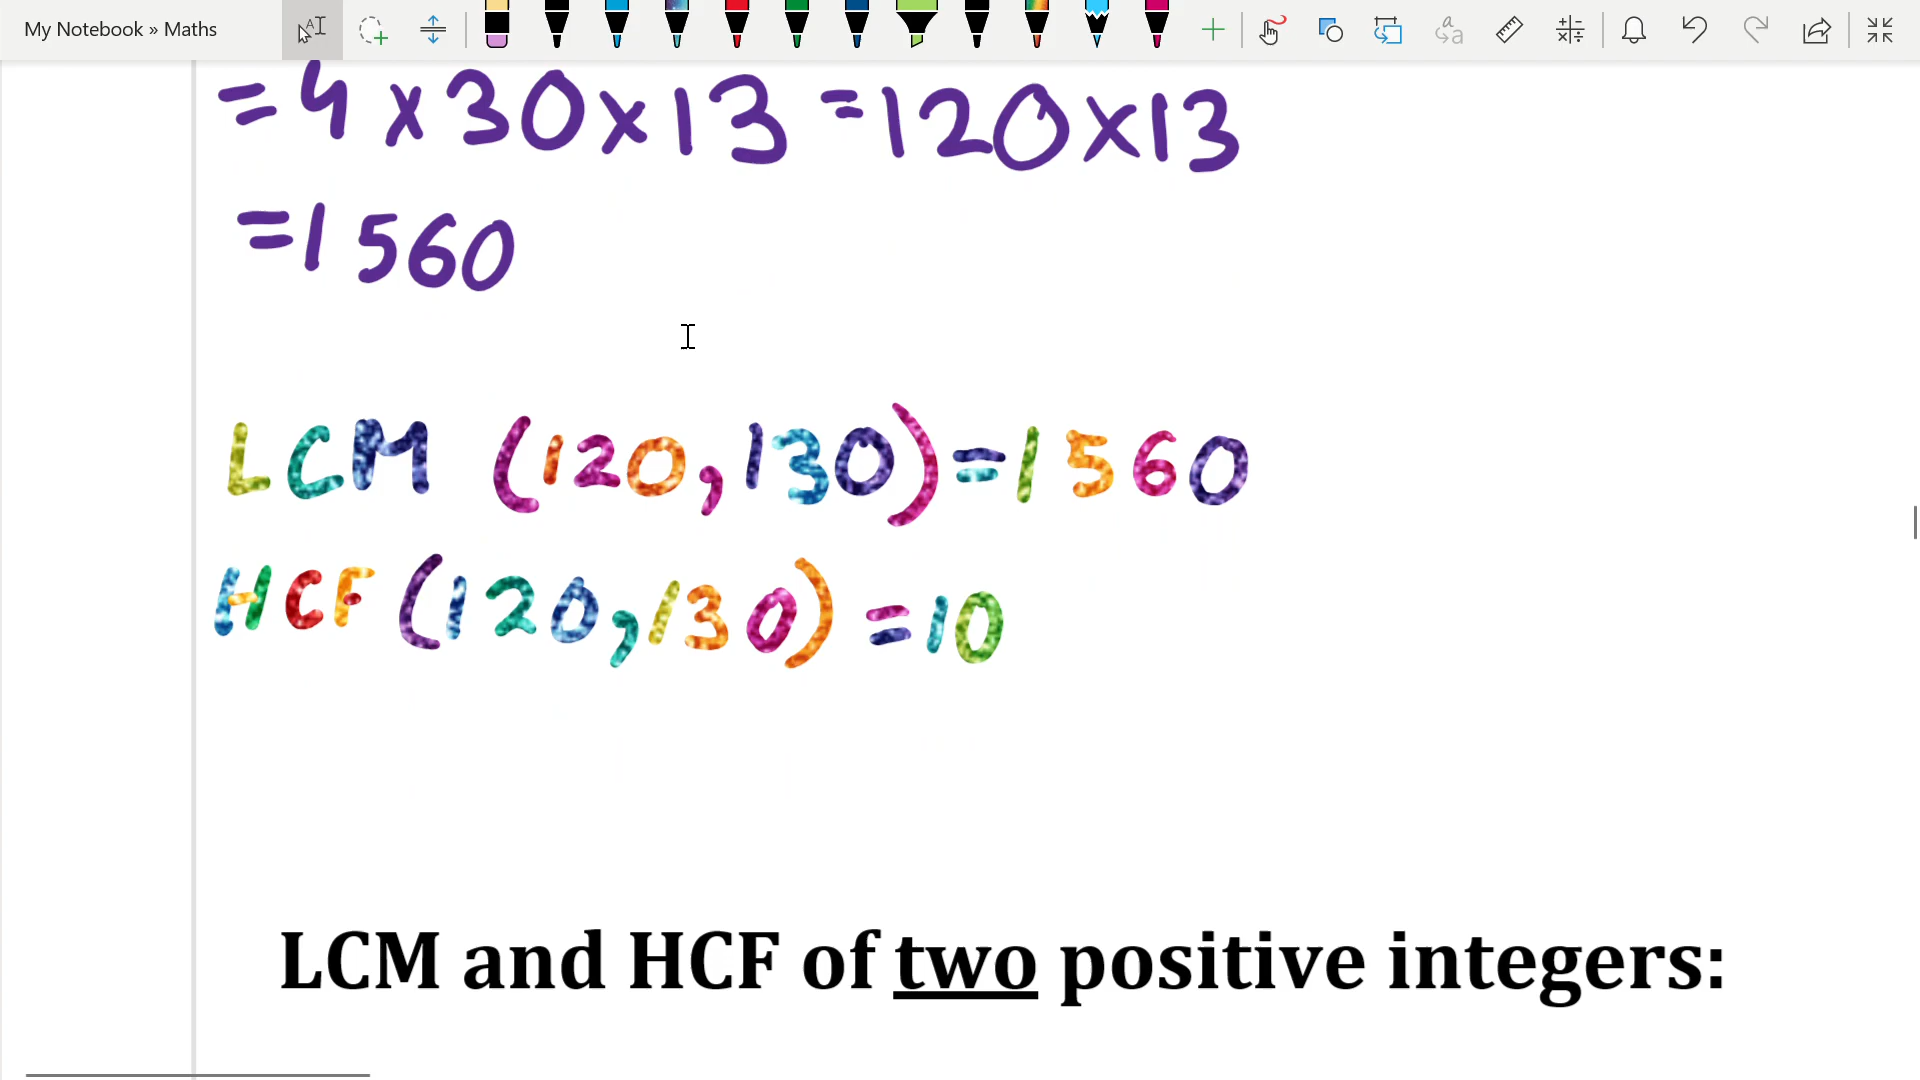 My Notebook » Maths
= 4 x 30 x 13 = 120 x 13
= 1560
LCM (120, 130) = 1560
HCF (120, 130) = 10
LCM and HCF of two positive integers: